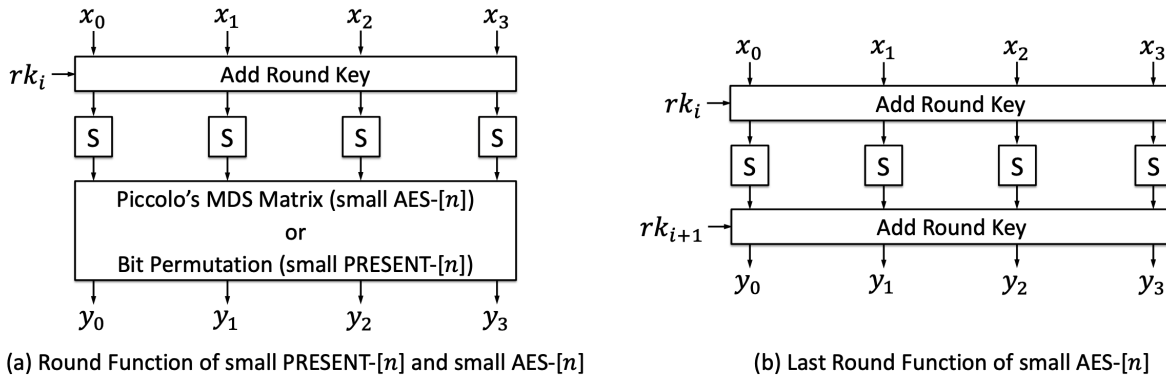 x₀ x₁ x₂ x₃
rkᵢ Add Round Key
S S S S
Piccolo’s MDS Matrix (small AES-[n])
or
Bit Permutation (small PRESENT-[n])
y₀ y₁ y₂ y₃
(a) Round Function of small PRESENT-[n] and small AES-[n]
x₀ x₁ x₂ x₃
rkᵢ Add Round Key
S S S S
rkᵢ₊₁ Add Round Key
y₀ y₁ y₂ y₃
(b) Last Round Function of small AES-[n]